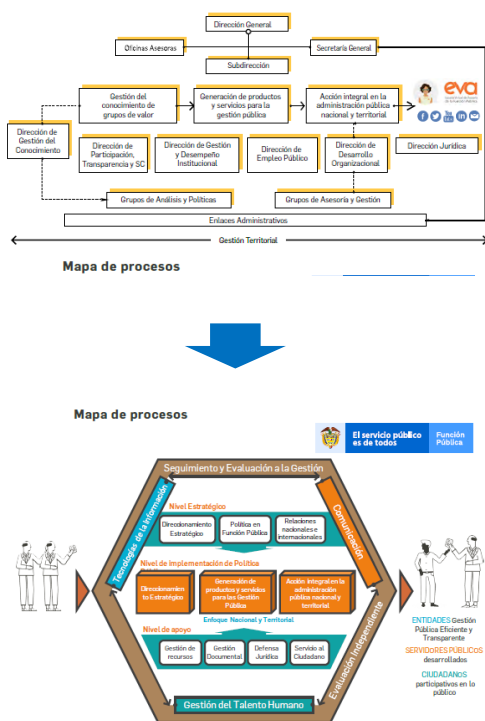 Dirección General
Oficinas Asesoras
Secretaría General
Subdirección
Gestión del
conocimiento de
grupos de valor
Generación de productos
y servicios para la
gestión pública
Acción integral en la
administración pública
nacional y territorial
eva
Dirección de
Gestión del
Conocimiento
Dirección de
Participación,
Transparencia y SC
Dirección de Gestión
y Desempeño
Institucional
Dirección de
Empleo Público
Dirección de
Desarrollo
Organizacional
Dirección Jurídica
Grupos de Análisis y Políticas
Grupos de Asesoría y Gestión
Enlaces Administrativos
Gestión Territorial
Mapa de procesos
Mapa de procesos
El servicio público
es de todos
Función
Pública
Seguimiento y Evaluación a la Gestión
Tecnologías de la Información
Comunicación
Nivel Estratégico
Direccionamiento
Estratégico
Política en
Función Pública
Relaciones
nacionales e
internacionales
Nivel de Implementación de Política
Direccionamien
to Estratégico
Generación de
productos y servicios
para las Gestión
Pública
Acción integral en la
administración
pública nacional y
territorial
Enfoque Nacional y Territorial
Nivel de apoyo
Gestión de
recursos
Gestión
Documental
Defensa
Jurídica
Servicio al
Ciudadano
Evaluación Independiente
Gestión del Talento Humano
ENTIDADES Gestión
Pública Eficiente y
Transparente
SERVIDORES PÚBLICOS
desarrollados
CIUDADANOS
participativos en lo
público